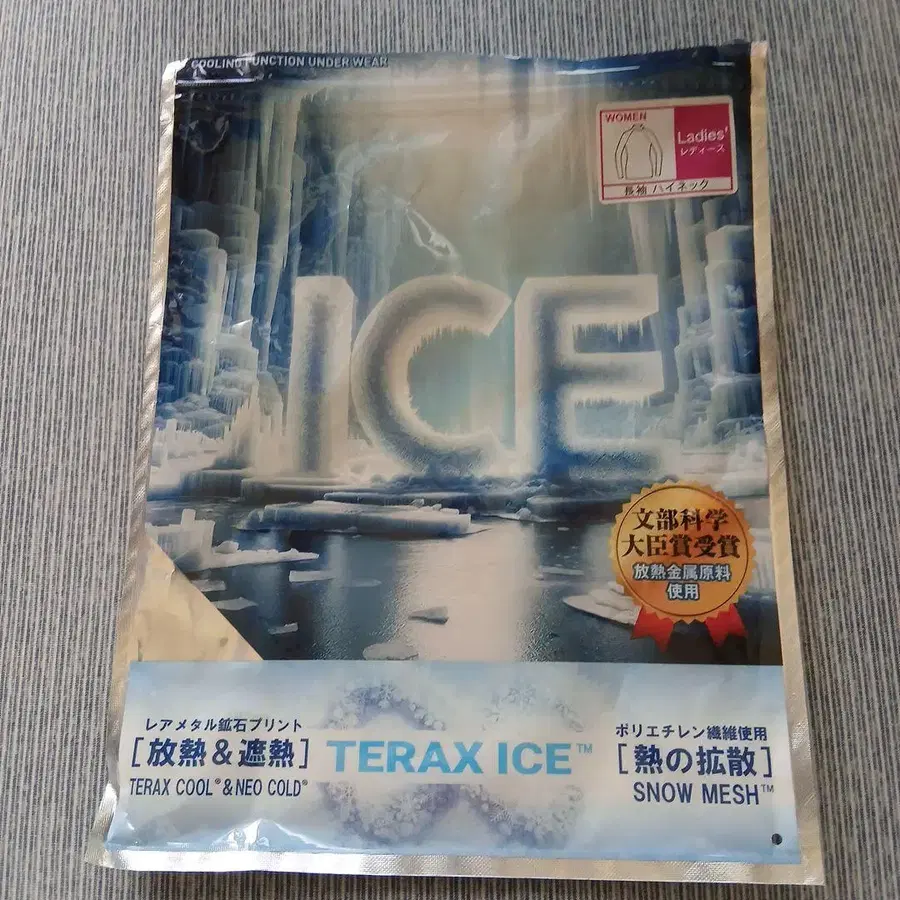 COOLING FUNCTION UNDER WEAR
WOMEN
Ladies'
レディース
長袖 ハイネック
ICE
文部科学
大臣賞受賞
放熱金属原料
使用
レアメタル鉱石プリント
[放熱&遮熱]
TERAX COOL®&NEO COLD®
TERAX ICE™
ポリエチレン繊維使用
[熱の拡散]
SNOW MESH™